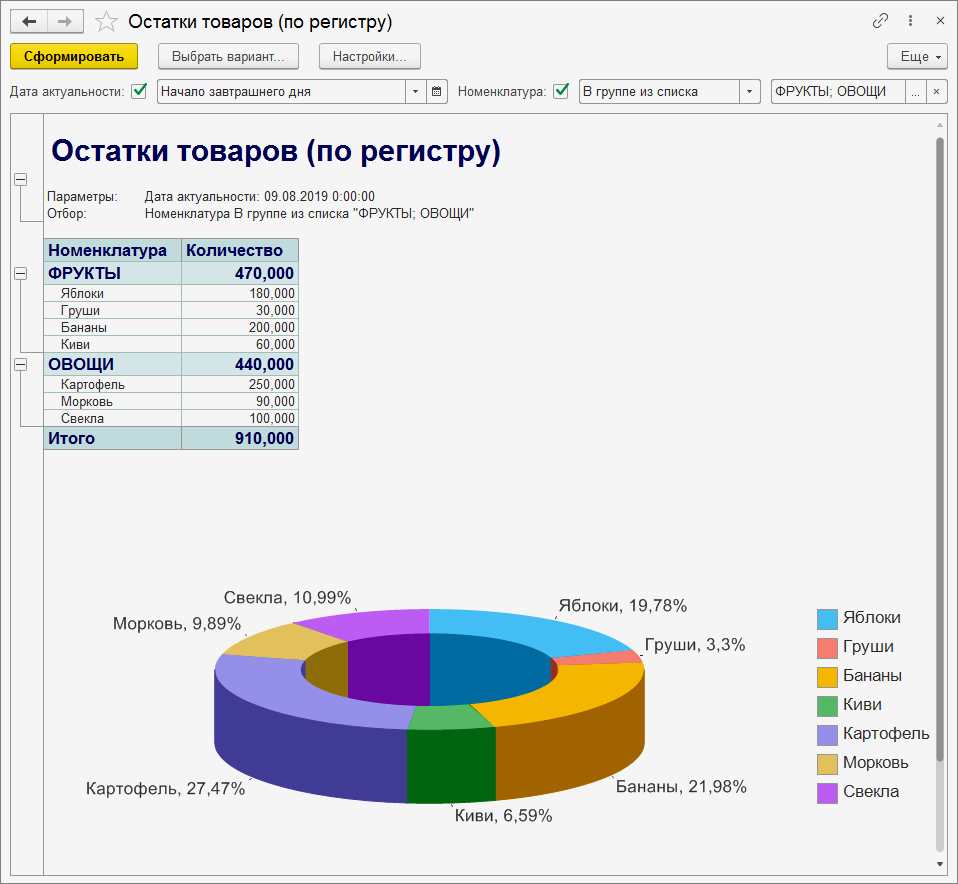 Остатки товаров (по регистру)
Сформировать Выбрать вариант... Настройки... Еще
Дата актуальности: Начало завтрашнего дня Номенклатура: В группе из списка ФРУКТЫ; ОВОЩИ ... ×
Остатки товаров (по регистру)
Параметры: Дата актуальности: 09.08.2019 0:00:00
Отбор: Номенклатура В группе из списка "ФРУКТЫ; ОВОЩИ"
Номенклатура Количество
ФРУКТЫ 470,000
Яблоки 180,000
Груши 30,000
Бананы 200,000
Киви 60,000
ОВОЩИ 440,000
Картофель 250,000
Морковь 90,000
Свекла 100,000
Итого 910,000
Свекла, 10,99%
Яблоки, 19,78%
Морковь, 9,89%
Груши, 3,3%
Картофель, 27,47%
Бананы, 21,98%
Киви, 6,59%
Яблоки
Груши
Бананы
Киви
Картофель
Морковь
Свекла